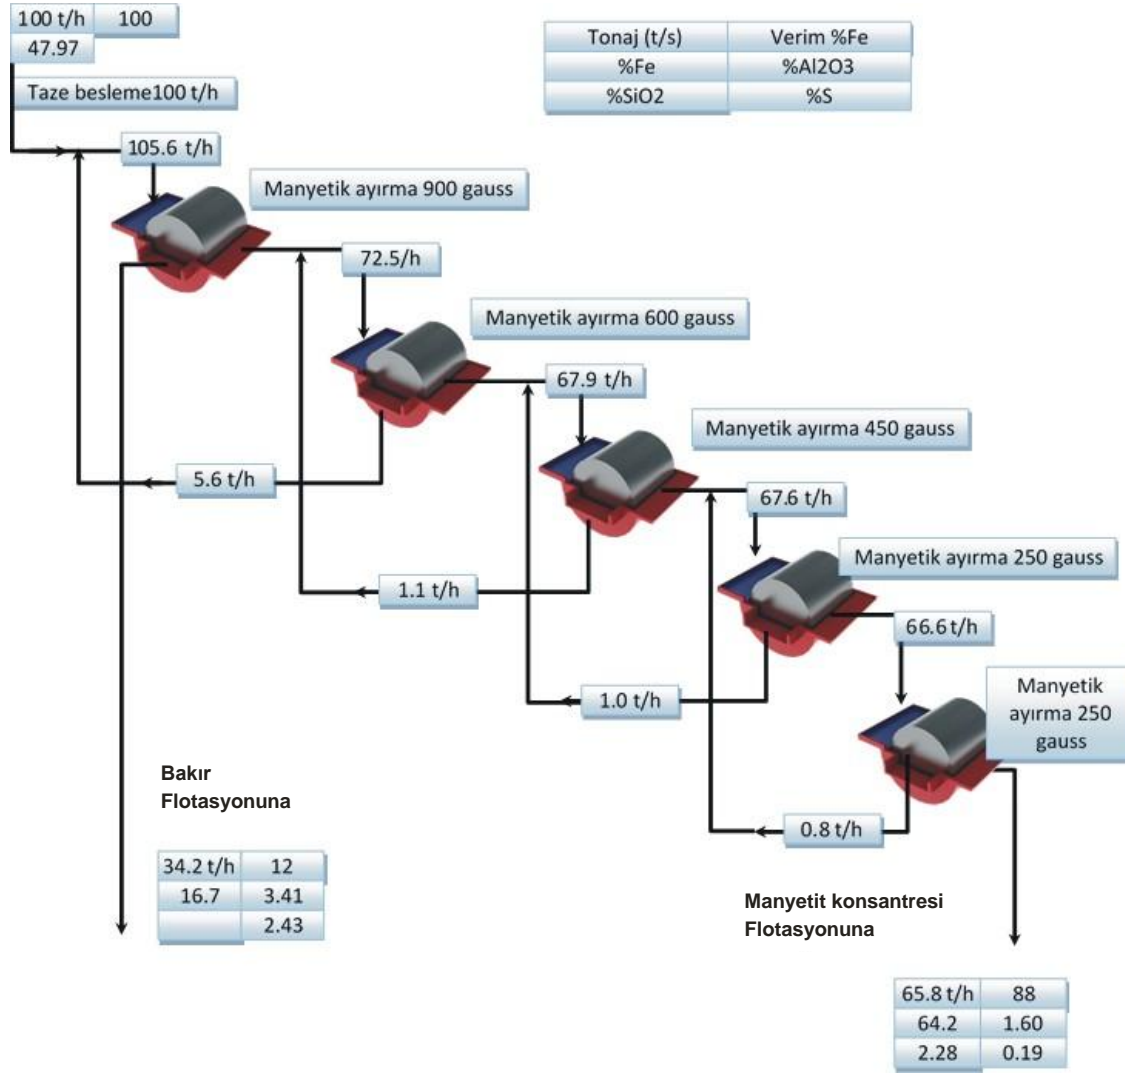 100 t/h 100
47.97
Tonaj (t/s) Verim %Fe
%Fe %Al2O3
%SiO2 %S
Taze besleme100 t/h
105.6 t/h
Manyetik ayırma 900 gauss
72.5/h
Manyetik ayırma 600 gauss
67.9 t/h
Manyetik ayırma 450 gauss
5.6 t/h
67.6 t/h
Manyetik ayırma 250 gauss
1.1 t/h
66.6 t/h
1.0 t/h
Manyetik
ayırma 250
gauss
Bakır
Flotasyonuna
0.8 t/h
34.2 t/h 12
16.7 3.41
2.43
Manyetit konsantresi
Flotasyonuna
65.8 t/h 88
64.2 1.60
2.28 0.19